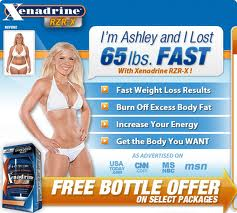 Xenadrine
RZR-X
BEFORE
I'm Ashley and I Lost
65lbs. FAST
With Xenadrine RZR-X !
Fast Weight Loss Results
Burn Off Excess Body Fat
Increase Your Energy
Get the Body You WANT
AS ADVERTISED ON
USA TODAY .com
CNN .com
MS NBC
msn
Xenadrine
FREE BOTTLE OFFER
ON SELECT PACKAGES